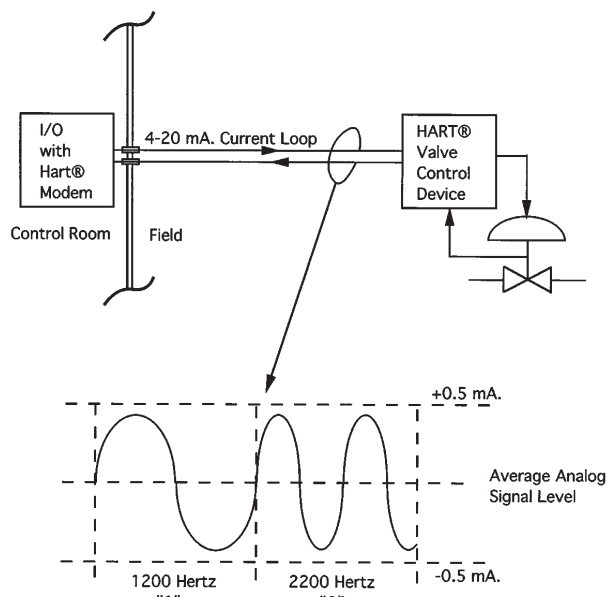 I/O
with
Hart®
Modem
4-20 mA. Current Loop
HART®
Valve
Control
Device
Control Room
Field
+0.5 mA.
Average Analog
Signal Level
-0.5 mA.
1200 Hertz
2200 Hertz